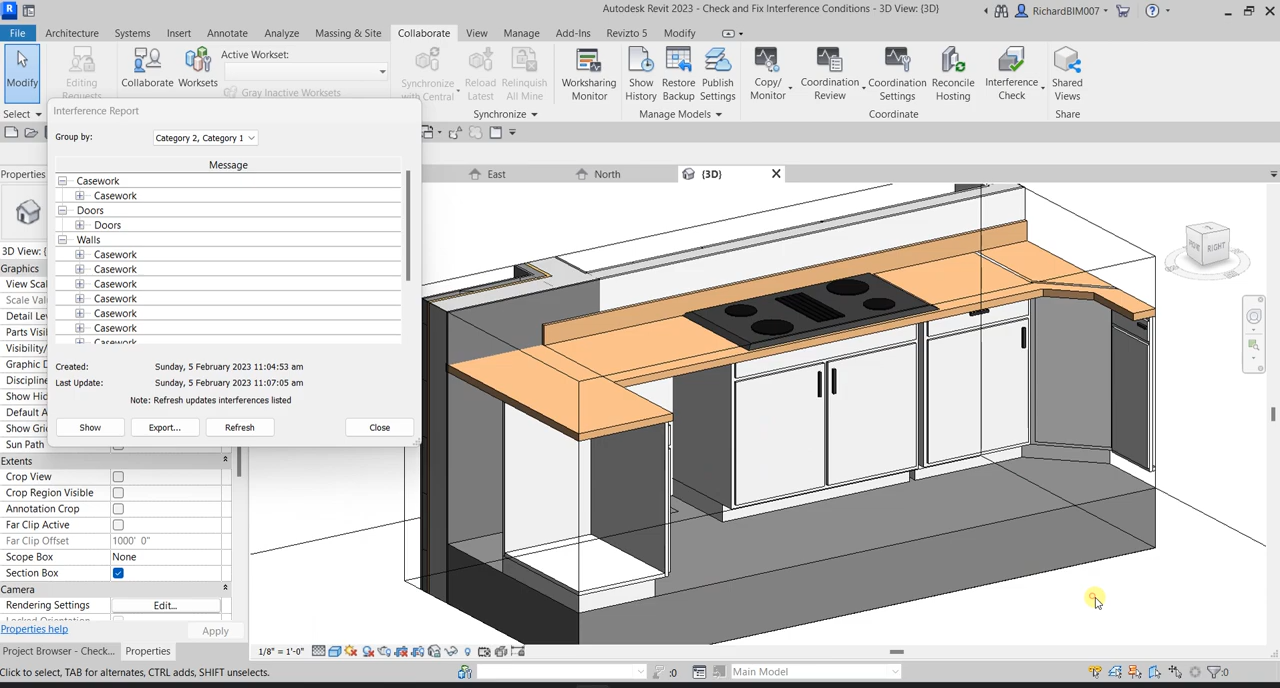 Autodesk Revit 2023 - Check and Fix Interference Conditions - 3D View: {3D}
RichardBIM007
File Architecture Systems Insert Annotate Analyze Massing & Site Collaborate View Manage Add-Ins Revizto 5 Modify
Modify
Editing
Requests
Collaborate
Worksets
Active Workset:
Gray Inactive Worksets
Synchronize
with Central
Reload
Latest
Relinquish
All Mine
Worksharing
Monitor
Show
History
Restore
Backup
Publish
Settings
Copy/
Monitor
Coordination
Review
Coordination
Settings
Reconcile
Hosting
Interference
Check
Shared
Views
Select
Synchronize
Manage Models
Coordinate
Share
Interference Report
Group by:
Category 2, Category 1
Message
Casework
Casework
Doors
Doors
Walls
Casework
Casework
Casework
Casework
Casework
Casework
Casework
Created: Sunday, 5 February 2023 11:04:53 am
Last Update: Sunday, 5 February 2023 11:07:05 am
Note: Refresh updates interferences listed
Show Export... Refresh Close
East
North
{3D}
Properties
3D View:
Graphics
View Sca
Scale Valu
Detail Lev
Parts Visib
Visibility/
Graphic D
Discipline
Show Hid
Default A
Show Gri
Sun Path
Extents
Crop View
Crop Region Visible
Annotation Crop
Far Clip Active
Far Clip Offset 1000' 0"
Scope Box None
Section Box
Camera
Rendering Settings Edit...
Properties help
Apply
Project Browser - Check... Properties
RIGHT
1/8" = 1'-0"
Click to select, TAB for alternates, CTRL adds, SHIFT unselects.
:0
Main Model
:0